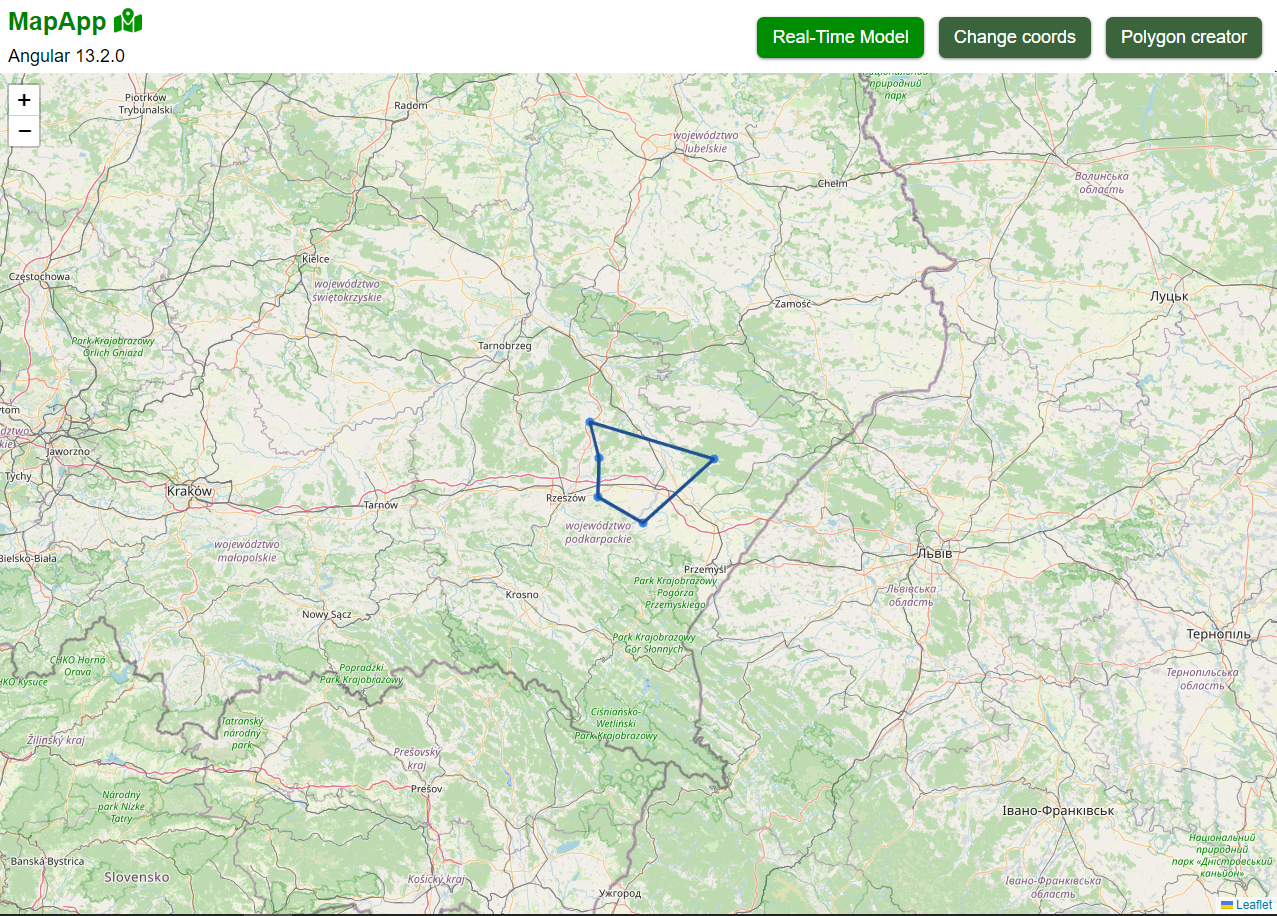 MapApp
Angular 13.2.0
Real-Time Model
Change coords
Polygon creator
+
−
Piotrków
Trybunalski
Radom
природний
парк
województwo
lubelskie
Chełm
Волинська
область
Kielce
Częstochowa
województwo
świętokrzyskie
Zamość
Луцьк
Park Krajobrazowy
Orlich Gniazd
Tarnobrzeg
Jaworzno
Tychy
Kraków
Tarnów
Rzeszów
województwo
podkarpackie
województwo
małopolskie
Bielsko-Biała
Львів
Przemyśl
Park Krajobrazowy
Pogórza
Przemyskiego
Krosno
Львівська
область
Nowy Sącz
Park Krajobrazowy
Gór Słonnych
Тернопіль
CHKO Horná
Orava
Popradzki
Park Krajobrazowy
Тернопільська
область
Ciśniańsko-
Wetliński
Park Krajobrazowy
Tatranský
národný
park
Žilinský kraj
Prešovský
kraj
Prešov
Národný
park Nízke
Tatry
Івано-Франківськ
Національний
природний
парк «Дністровський
каньйон»
Banská Bystrica
Slovensko
Košický kraj
Івано-Франківська
область
Ужгород
Leaflet